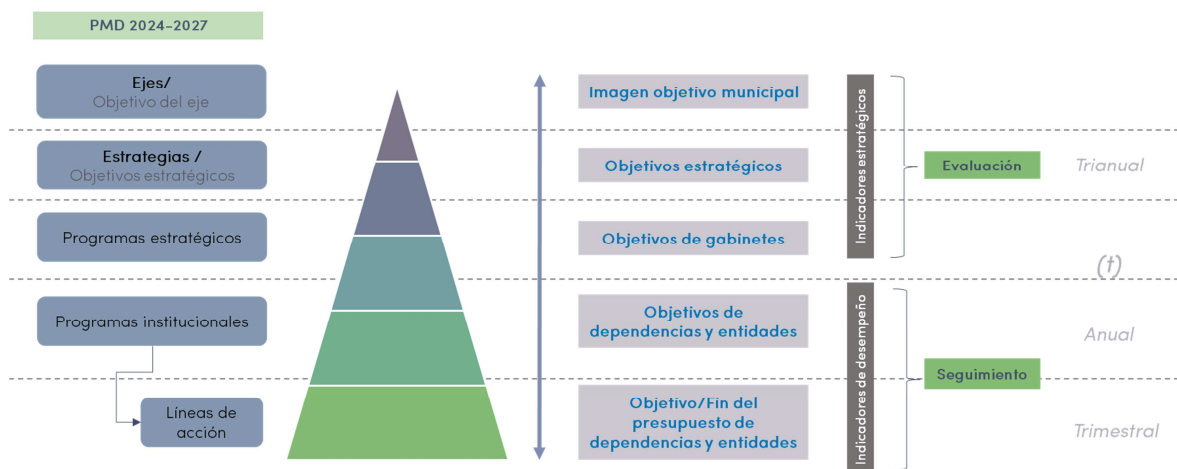 PMD 2024–2027
Ejes/
Objetivo del eje
Imagen objetivo municipal
Estrategias /
Objetivos estratégicos
Objetivos estratégicos
Indicadores estratégicos
Evaluación
Trianual
Programas estratégicos
Objetivos de gabinetes
(t)
Programas institucionales
Objetivos de
dependencias y entidades
Anual
Indicadores de desempeño
Seguimiento
Líneas de
acción
Objetivo/Fin del
presupuesto de
dependencias y entidades
Trimestral